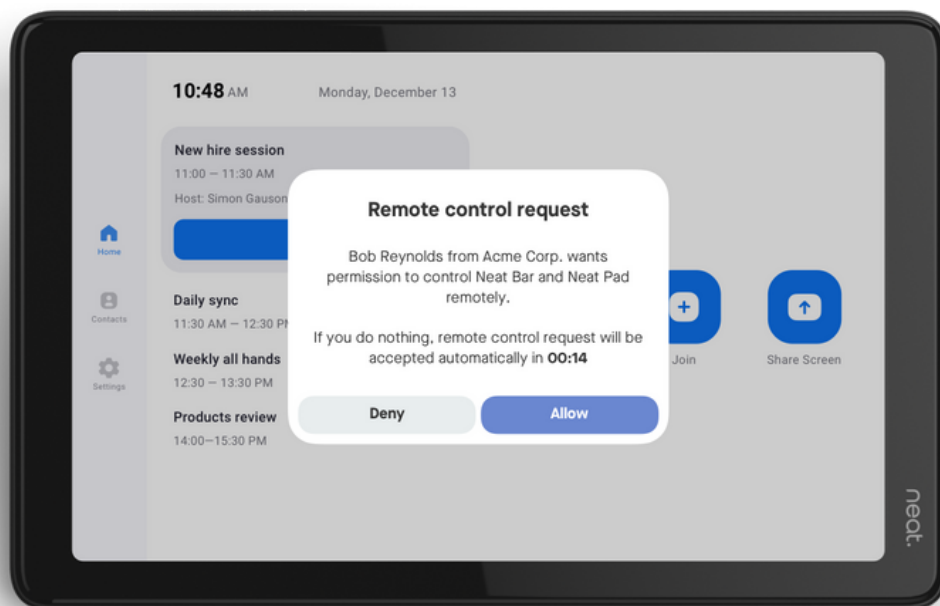 10:48 AM
Monday, December 13
New hire session
11:00 – 11:30 AM
Host: Simon Gauson
Home
Contacts
Settings
Daily sync
11:30 AM – 12:30 PM
Weekly all hands
12:30 – 13:30 PM
Products review
14:00–15:30 PM
Remote control request
Bob Reynolds from Acme Corp. wants
permission to control Neat Bar and Neat Pad
remotely.
If you do nothing, remote control request will be
accepted automatically in 00:14
Deny
Allow
Join
Share Screen
neat.